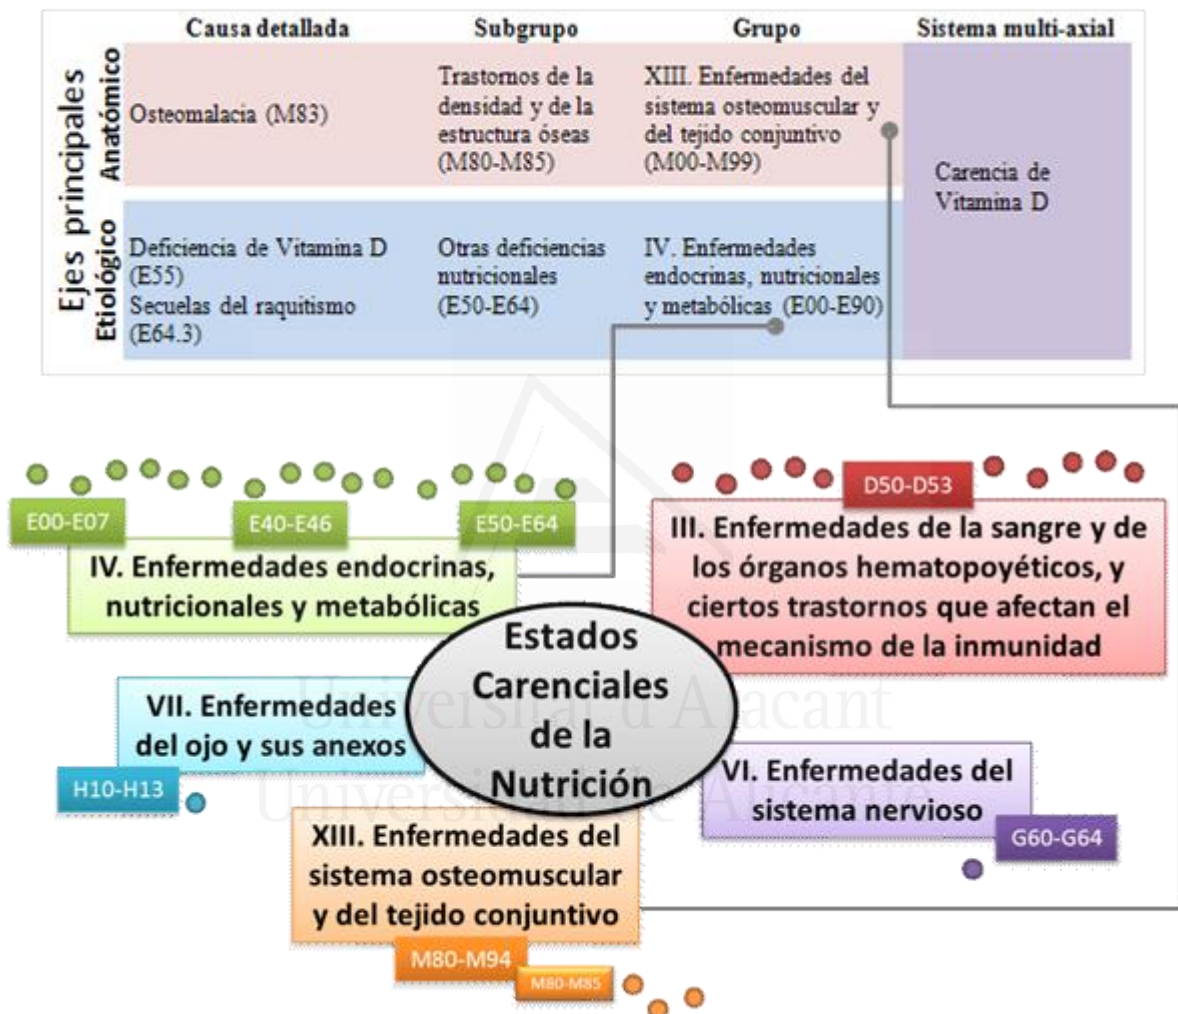 Causa detallada Subgrupo Grupo Sistema multi-axial
Ejes principales
Anatómico
Osteomalacia (M83)
Trastornos de la
densidad y de la
estructura óseas
(M80-M85)
XIII. Enfermedades del
sistema osteomuscular y
del tejido conjuntivo
(M00-M99)
Carencia de
Vitamina D
Etiológico
Deficiencia de Vitamina D
(E55)
Secuelas del raquitismo
(E64.3)
Otras deficiencias
nutricionales
(E50-E64)
IV. Enfermedades
endocrinas, nutricionales
y metabólicas (E00-E90)
E00-E07 E40-E46 E50-E64
IV. Enfermedades endocrinas,
nutricionales y metabólicas
D50-D53
III. Enfermedades de la sangre y de
los órganos hematopoyéticos, y
ciertos trastornos que afectan el
mecanismo de la inmunidad
Estados
Carenciales
de la
Nutrición
VII. Enfermedades
del ojo y sus anexos
H10-H13
VI. Enfermedades del
sistema nervioso
G60-G64
XIII. Enfermedades del
sistema osteomuscular
y del tejido conjuntivo
M80-M94
M80-M85
Universitat d'Alacant
Universidad de Alicante